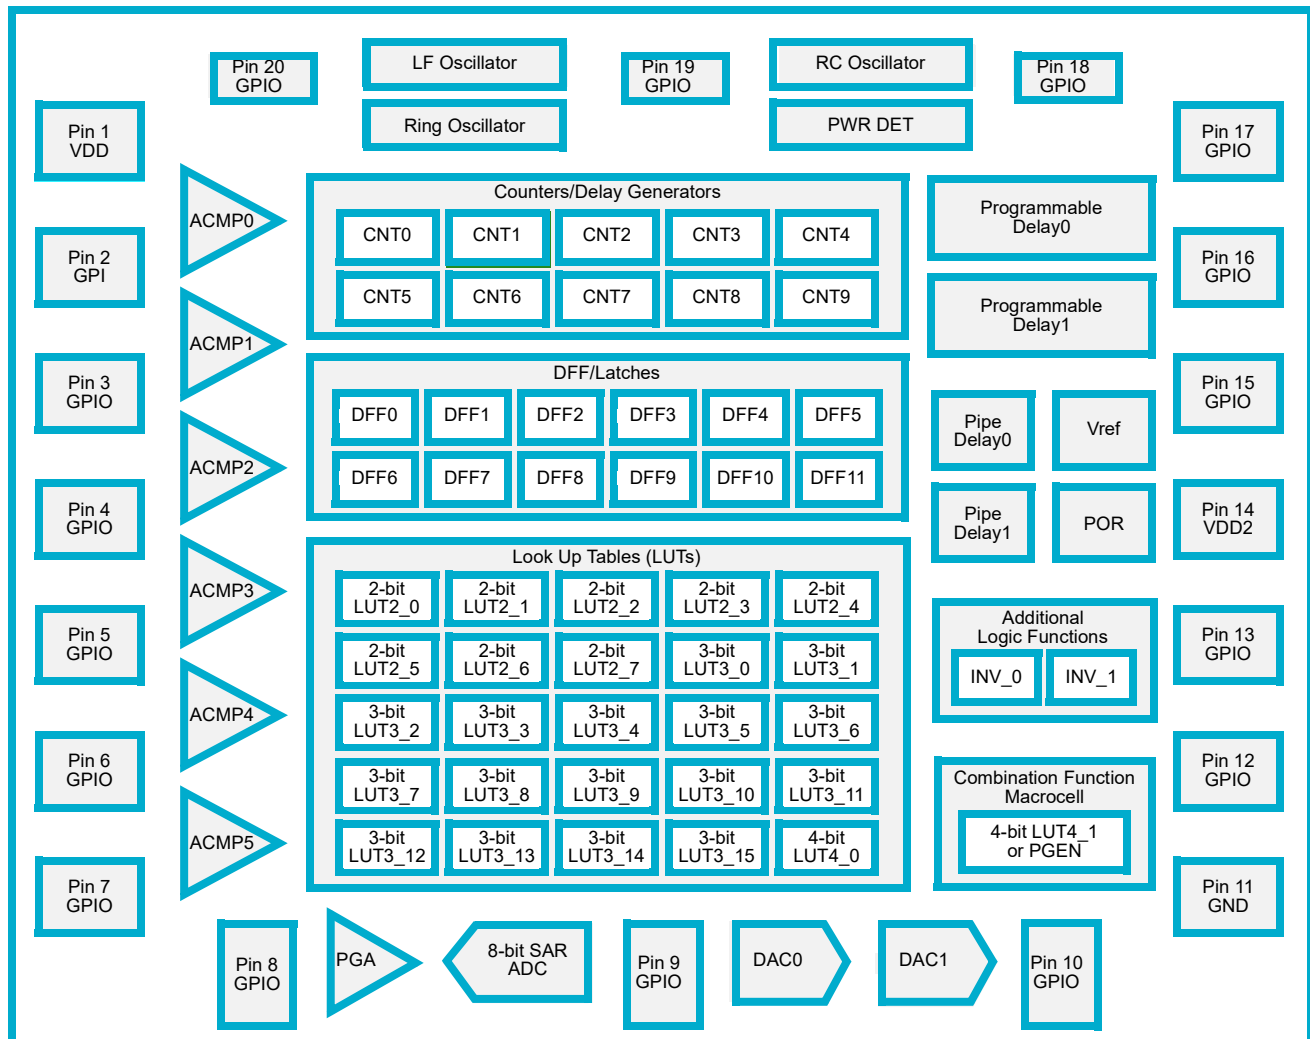 Pin 20
GPIO
LF Oscillator
Pin 19
GPIO
RC Oscillator
Pin 18
GPIO
Ring Oscillator
PWR DET
Pin 1
VDD
Pin 17
GPIO
ACMP0
Counters/Delay Generators
CNT0
CNT1
CNT2
CNT3
CNT4
CNT5
CNT6
CNT7
CNT8
CNT9
Programmable
Delay0
Pin 2
GPI
Pin 16
GPIO
ACMP1
Programmable
Delay1
Pin 3
GPIO
DFF/Latches
DFF0
DFF1
DFF2
DFF3
DFF4
DFF5
DFF6
DFF7
DFF8
DFF9
DFF10
DFF11
Pipe
Delay0
Vref
Pin 15
GPIO
ACMP2
Pin 4
GPIO
Pipe
Delay1
POR
Pin 14
VDD2
ACMP3
Look Up Tables (LUTs)
2-bit
LUT2_0
2-bit
LUT2_1
2-bit
LUT2_2
2-bit
LUT2_3
2-bit
LUT2_4
2-bit
LUT2_5
2-bit
LUT2_6
2-bit
LUT2_7
3-bit
LUT3_0
3-bit
LUT3_1
3-bit
LUT3_2
3-bit
LUT3_3
3-bit
LUT3_4
3-bit
LUT3_5
3-bit
LUT3_6
3-bit
LUT3_7
3-bit
LUT3_8
3-bit
LUT3_9
3-bit
LUT3_10
3-bit
LUT3_11
3-bit
LUT3_12
3-bit
LUT3_13
3-bit
LUT3_14
3-bit
LUT3_15
4-bit
LUT4_0
Additional
Logic Functions
INV_0
INV_1
Pin 5
GPIO
Pin 13
GPIO
ACMP4
Pin 6
GPIO
Combination Function
Macrocell
4-bit LUT4_1
or PGEN
Pin 12
GPIO
ACMP5
Pin 7
GPIO
Pin 11
GND
Pin 8
GPIO
PGA
8-bit SAR
ADC
Pin 9
GPIO
DAC0
DAC1
Pin 10
GPIO